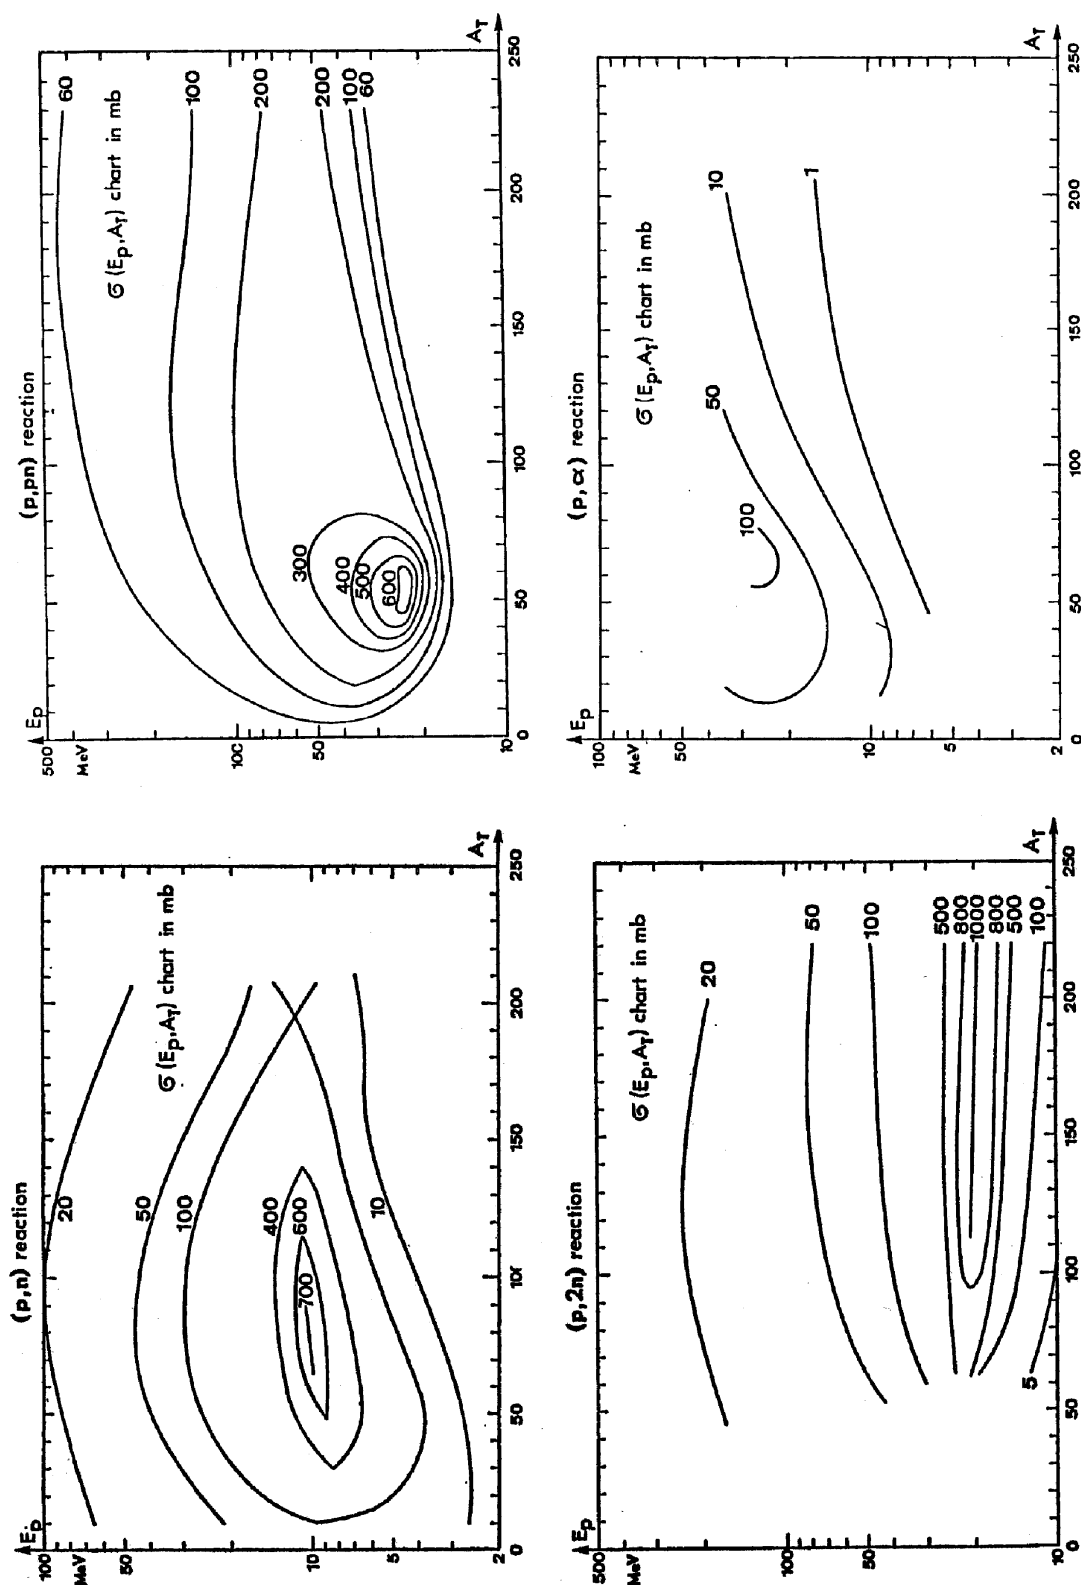 (p,n) reaction
Ep
MeV
100
50
10
5
2
σ(Ep,AT) chart in mb
20
50
100
400
600
700
10
0 50 100 150 200 250
AT
(p,pn) reaction
Ep
MeV
500
100
50
10
σ(Ep,AT) chart in mb
60
100
200
300
400
500
600
200
100
60
0 50 100 150 200 250
AT
(p,2n) reaction
Ep
MeV
500
100
50
10
σ(Ep,AT) chart in mb
20
50
100
500
800
1000
800
500
100
5
0 50 100 150 200 250
AT
(p,α) reaction
Ep
MeV
100
50
10
5
2
σ(Ep,AT) chart in mb
100
50
10
1
0 50 100 150 200 250
AT